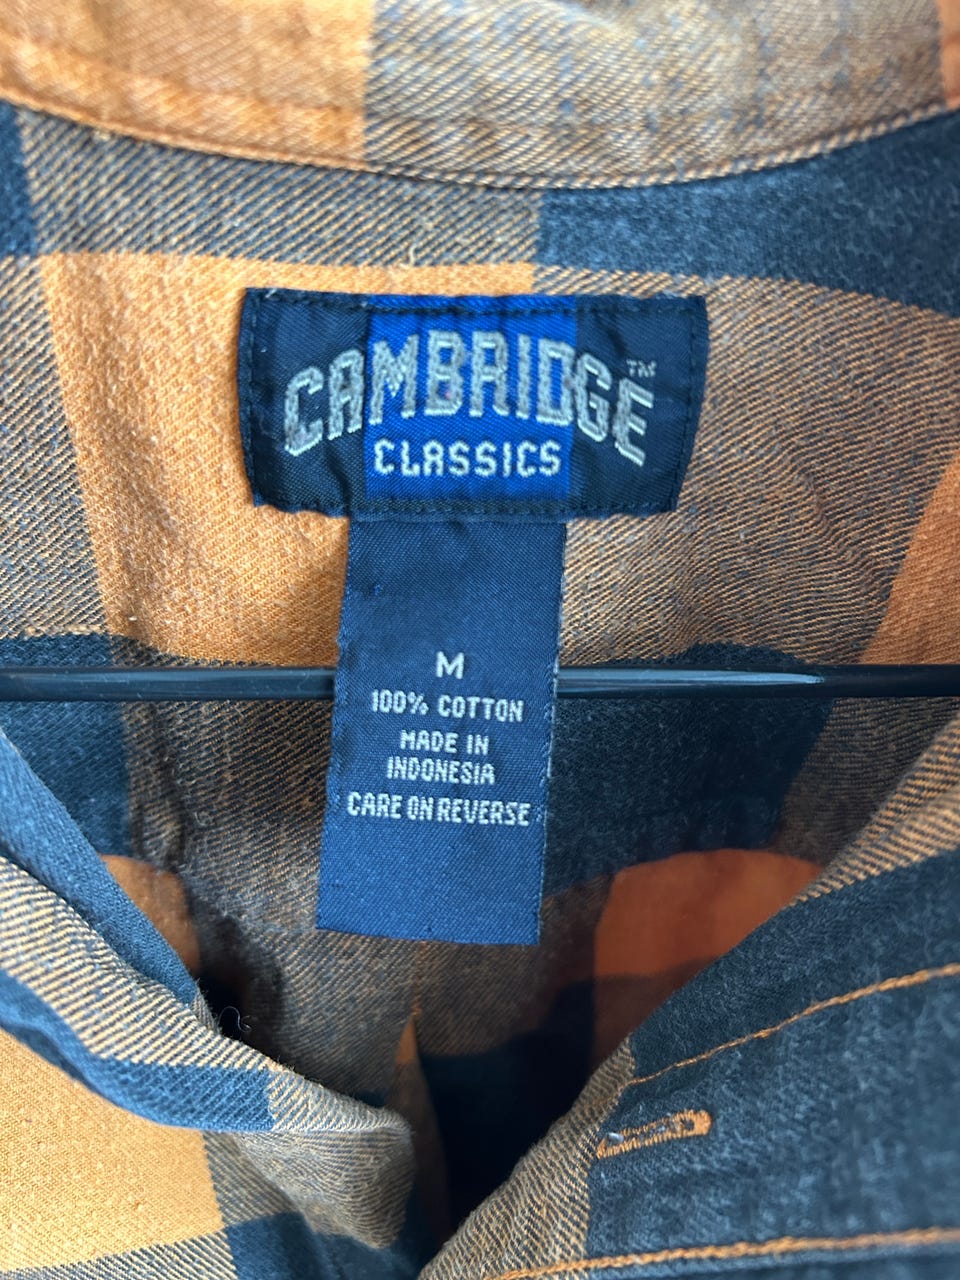 CAMBRIDGE™
CLASSICS
M
100% COTTON
MADE IN
INDONESIA
CARE ON REVERSE